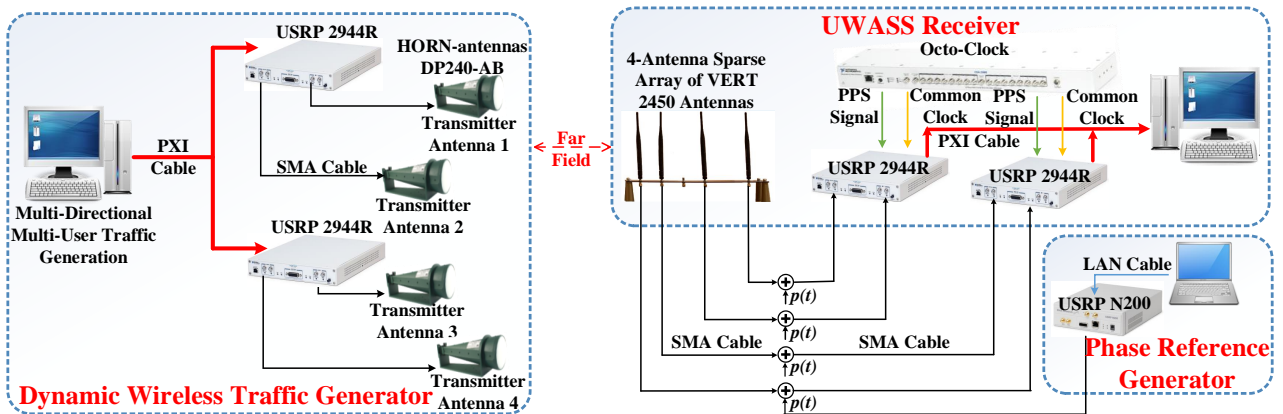 USRP 2944R
HORN-antennas
DP240-AB
Transmitter
Antenna 1
PXI
Cable
SMA Cable
Transmitter
Antenna 2
Multi-Directional
Multi-User Traffic
Generation
USRP 2944R
Transmitter
Antenna 3
Transmitter
Antenna 4
Dynamic Wireless Traffic Generator
Far
Field
UWASS Receiver
Octo-Clock
4-Antenna Sparse
Array of VERT
2450 Antennas
PPS
Signal
Common
Clock
PPS
Signal
Common
Clock
PXI Cable
USRP 2944R
USRP 2944R
p(t)
p(t)
SMA Cable
SMA Cable
p(t)
p(t)
LAN Cable
USRP N200
Phase Reference
Generator